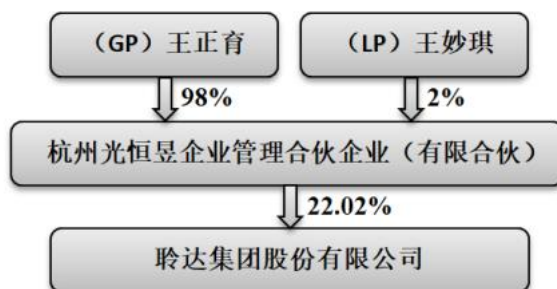 （GP）王正育
（LP）王妙琪
98%
2%
杭州光恒昱企业管理合伙企业（有限合伙）
22.02%
聆达集团股份有限公司